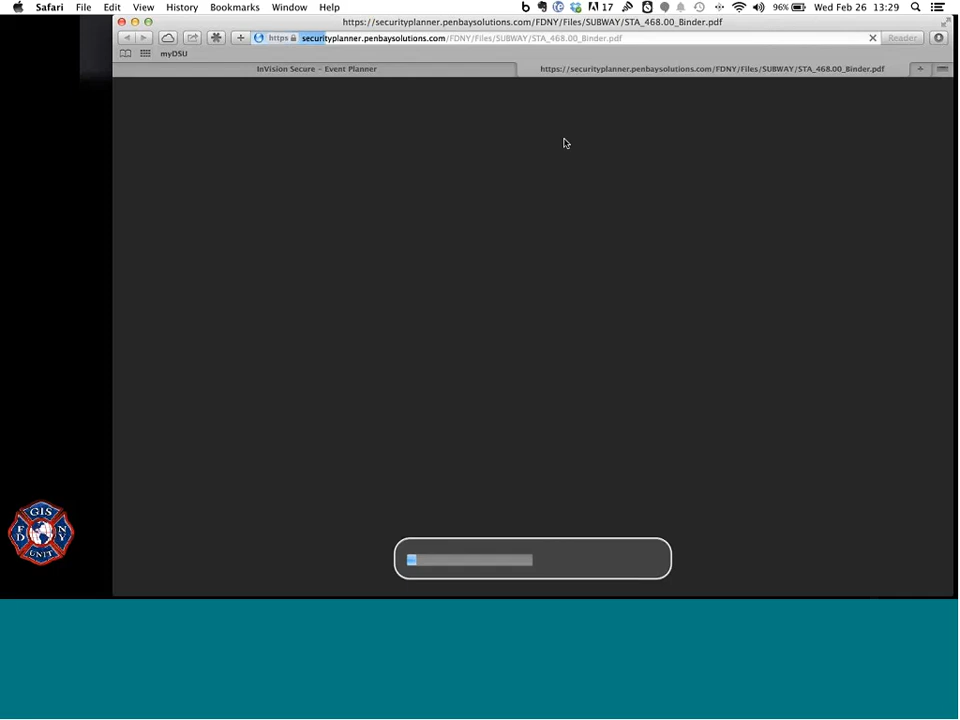 Safari File Edit View History Bookmarks Window Help 17 96% Wed Feb 26 13:29
https://securityplanner.penbaysolutions.com/FDNY/Files/SUBWAY/STA_468.00_Binder.pdf
https securityplanner.penbaysolutions.com/FDNY/Files/SUBWAY/STA_468.00_Binder.pdf Reader
myDSU
InVision Secure – Event Planner https://securityplanner.penbaysolutions.com/FDNY/Files/SUBWAY/STA_468.00_Binder.pdf
GIS
FD NY
UNIT